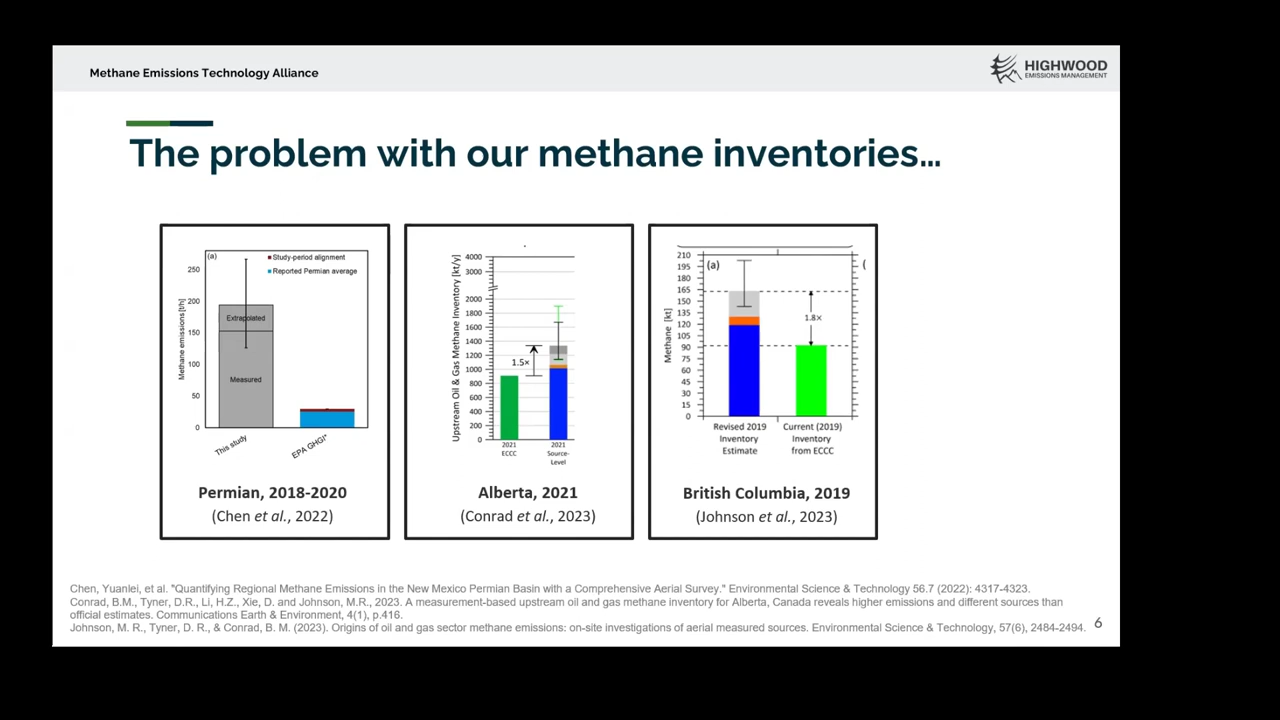 Methane Emissions Technology Alliance
HIGHWOOD
EMISSIONS MANAGEMENT
The problem with our methane inventories…
(a)
Study-period alignment
Reported Permian average
Methane emissions [t/h]
250
200
150
100
50
0
Extrapolated
Measured
This study
EPA GHGI*
Permian, 2018-2020
(Chen et al., 2022)
Upstream Oil & Gas Methane Inventory [kt/y]
4000
3000
2000
1800
1600
1400
1200
1000
800
600
400
200
0
1.5×
2021
ECCC
2021
Source-
Level
Alberta, 2021
(Conrad et al., 2023)
Methane [kt]
210
195
180
165
150
135
120
105
90
75
60
45
30
15
0
(a)
(
1.8×
Revised 2019
Inventory
Estimate
Current (2019)
Inventory
from ECCC
British Columbia, 2019
(Johnson et al., 2023)
Chen, Yuanlei, et al. "Quantifying Regional Methane Emissions in the New Mexico Permian Basin with a Comprehensive Aerial Survey." Environmental Science & Technology 56.7 (2022): 4317-4323.
Conrad, B.M., Tyner, D.R., Li, H.Z., Xie, D. and Johnson, M.R., 2023. A measurement-based upstream oil and gas methane inventory for Alberta, Canada reveals higher emissions and different sources than
official estimates. Communications Earth & Environment, 4(1), p.416.
Johnson, M. R., Tyner, D. R., & Conrad, B. M. (2023). Origins of oil and gas sector methane emissions: on-site investigations of aerial measured sources. Environmental Science & Technology, 57(6), 2484-2494.
6